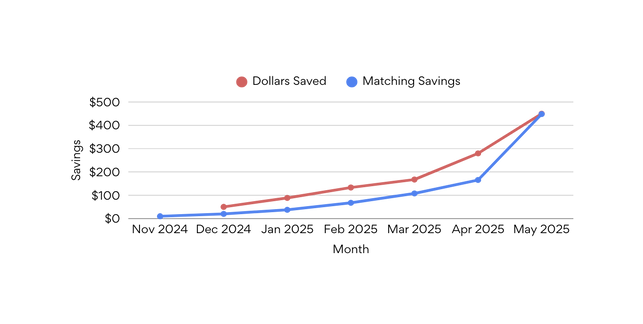 Dollars Saved Matching Savings
Savings
$500
$400
$300
$200
$100
$0
Nov 2024 Dec 2024 Jan 2025 Feb 2025 Mar 2025 Apr 2025 May 2025
Month